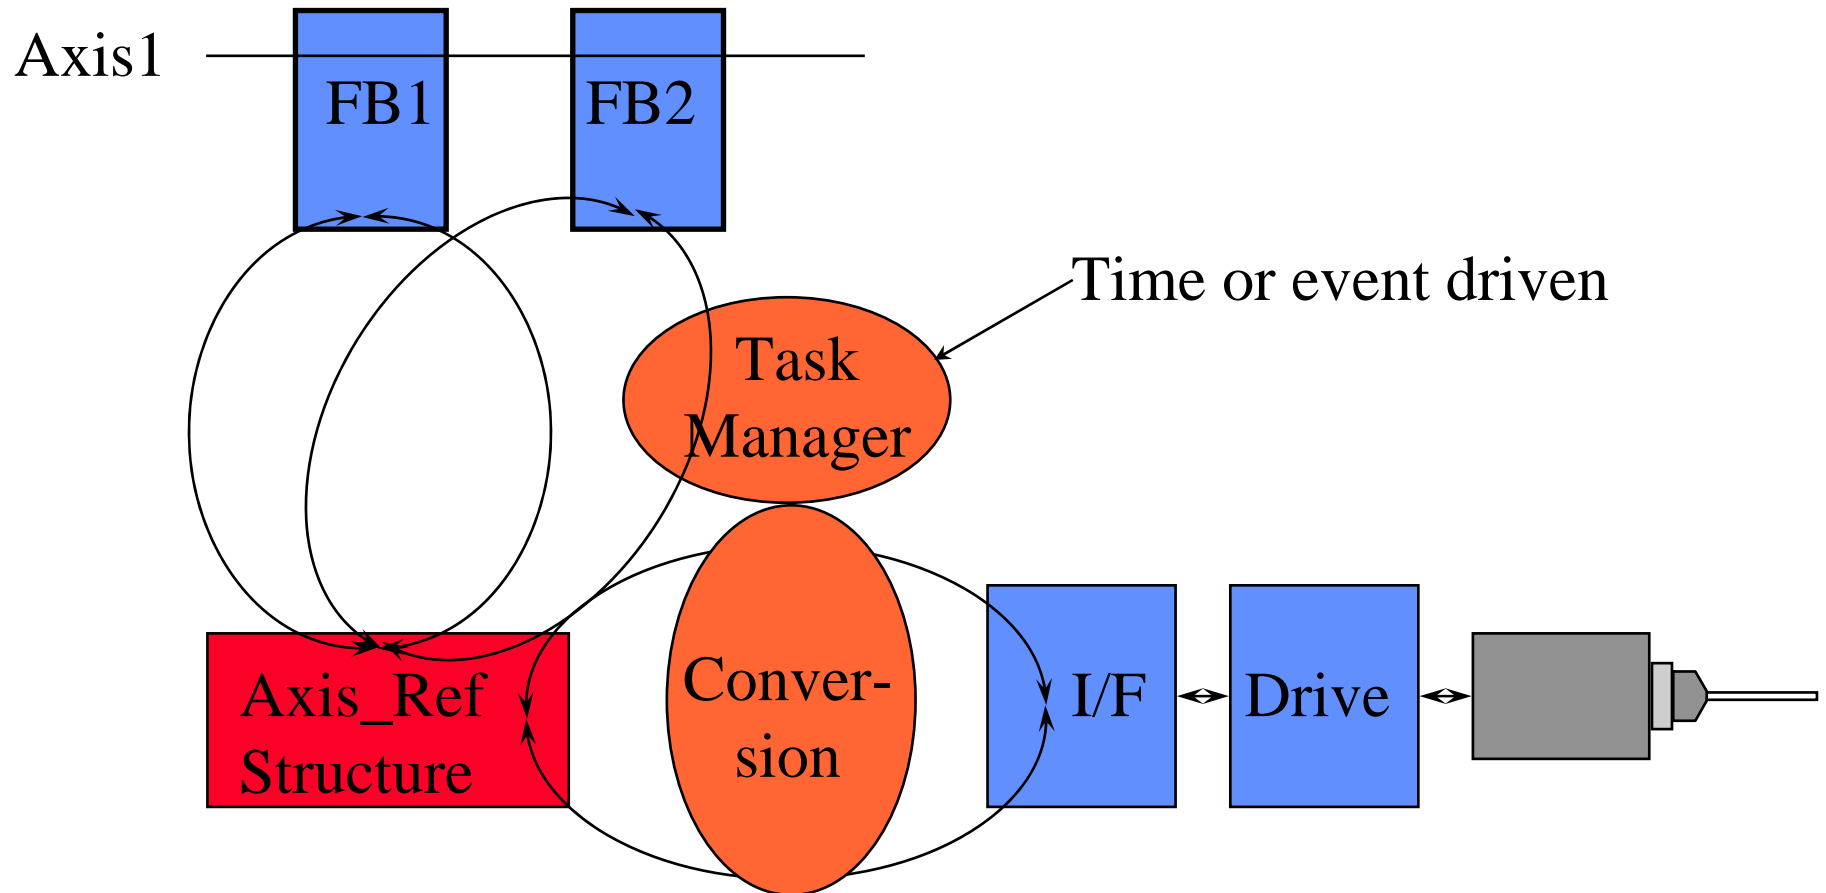 Axis1
FB1
FB2
Time or event driven
Task
Manager
Conver-
sion
Axis_Ref
Structure
I/F
Drive